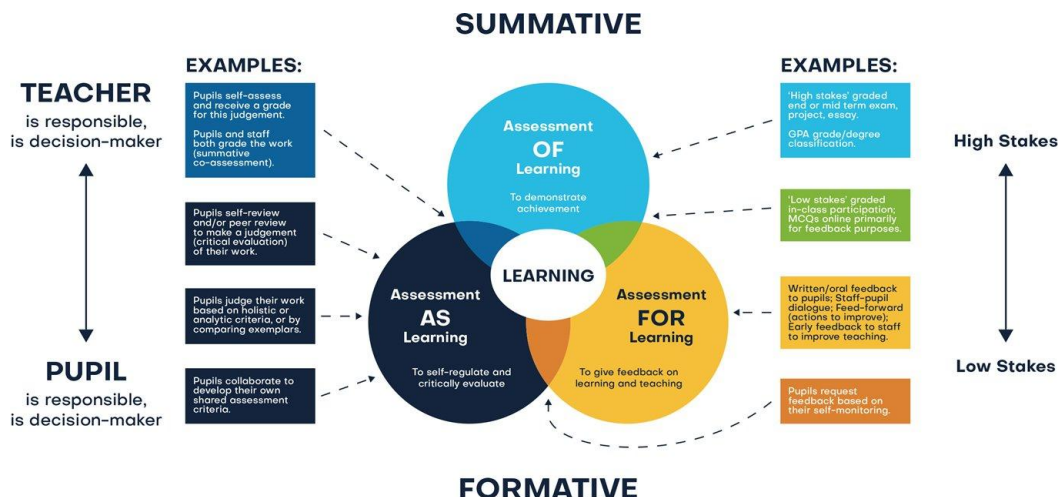 SUMMATIVE
TEACHER
is responsible,
is decision-maker
PUPIL
is responsible,
is decision-maker
EXAMPLES:
Pupils self-assess
and receive a grade
for this judgement.
Pupils and staff
both grade the work
(summative
co-assessment).
Pupils self-review
and/or peer review
to make a judgement
(critical evaluation)
of their work.
Pupils judge their work
based on holistic or
analytic criteria, or by
comparing exemplars.
Pupils collaborate to
develop their own
shared assessment
criteria.
Assessment
OF
Learning
To demonstrate
achievement
LEARNING
Assessment
AS
Learning
To self-regulate and
critically evaluate
Assessment
FOR
Learning
To give feedback on
learning and teaching
EXAMPLES:
'High stakes' graded
end or mid term exam,
project, essay.
GPA grade/degree
classification.
'Low stakes' graded
in-class participation;
MCQs online primarily
for feedback purposes.
Written/oral feedback
to pupils; Staff-pupil
dialogue; Feed-forward
(actions to improve);
Early feedback to staff
to improve teaching.
Pupils request
feedback based on
their self-monitoring.
High Stakes
Low Stakes
FORMATIVE